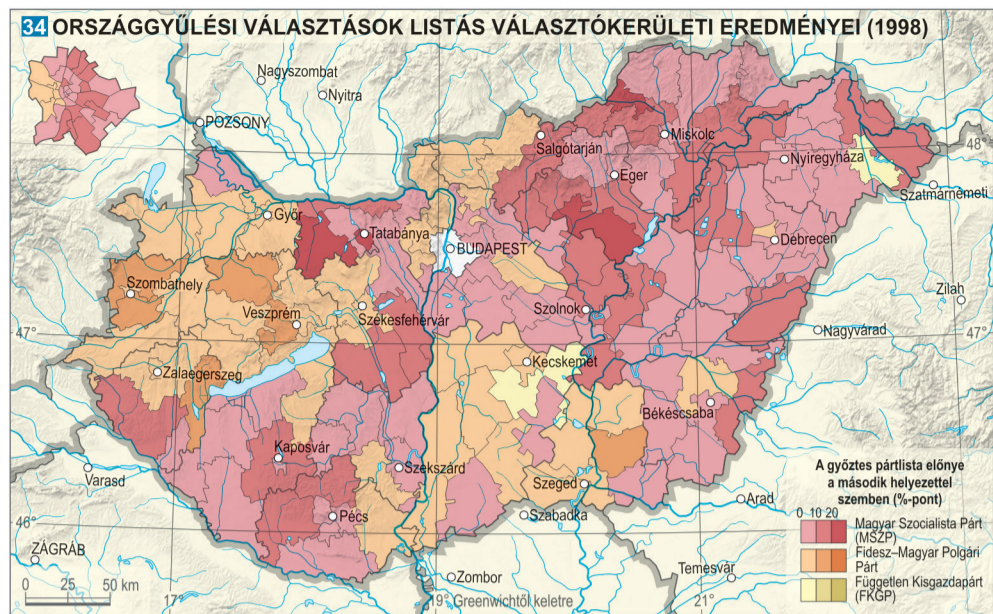 34 ORSZÁGGYŰLÉSI VÁLASZTÁSOK LISTÁS VÁLASZTÓKERÜLETI EREDMÉNYEI (1998)
Nagyszombat
Nyitra
POZSONY
Salgótarján
Miskolc
48°
Nyíregyháza
Eger
Szatmárnémeti
Győr
Tatabánya
BUDAPEST
Debrecen
Szombathely
Zilah
Veszprém
Székesfehérvár
Szolnok
47°
Nagyvárad
47°
Zalaegerszeg
Kecskemét
Békéscsaba
Kaposvár
Szekszárd
Varasd
Szeged
Arad
Pécs
Szabadka
46°
ZÁGRÁB
Zombor
Temesvár
0 25 50 km
17°
19° Greenwichtől keletre
21°
A győztes pártlista előnye
a második helyezettel
szemben (%-pont)
0 10 20
Magyar Szocialista Párt
(MSZP)
Fidesz–Magyar Polgári
Párt
Független Kisgazdapárt
(FKGP)